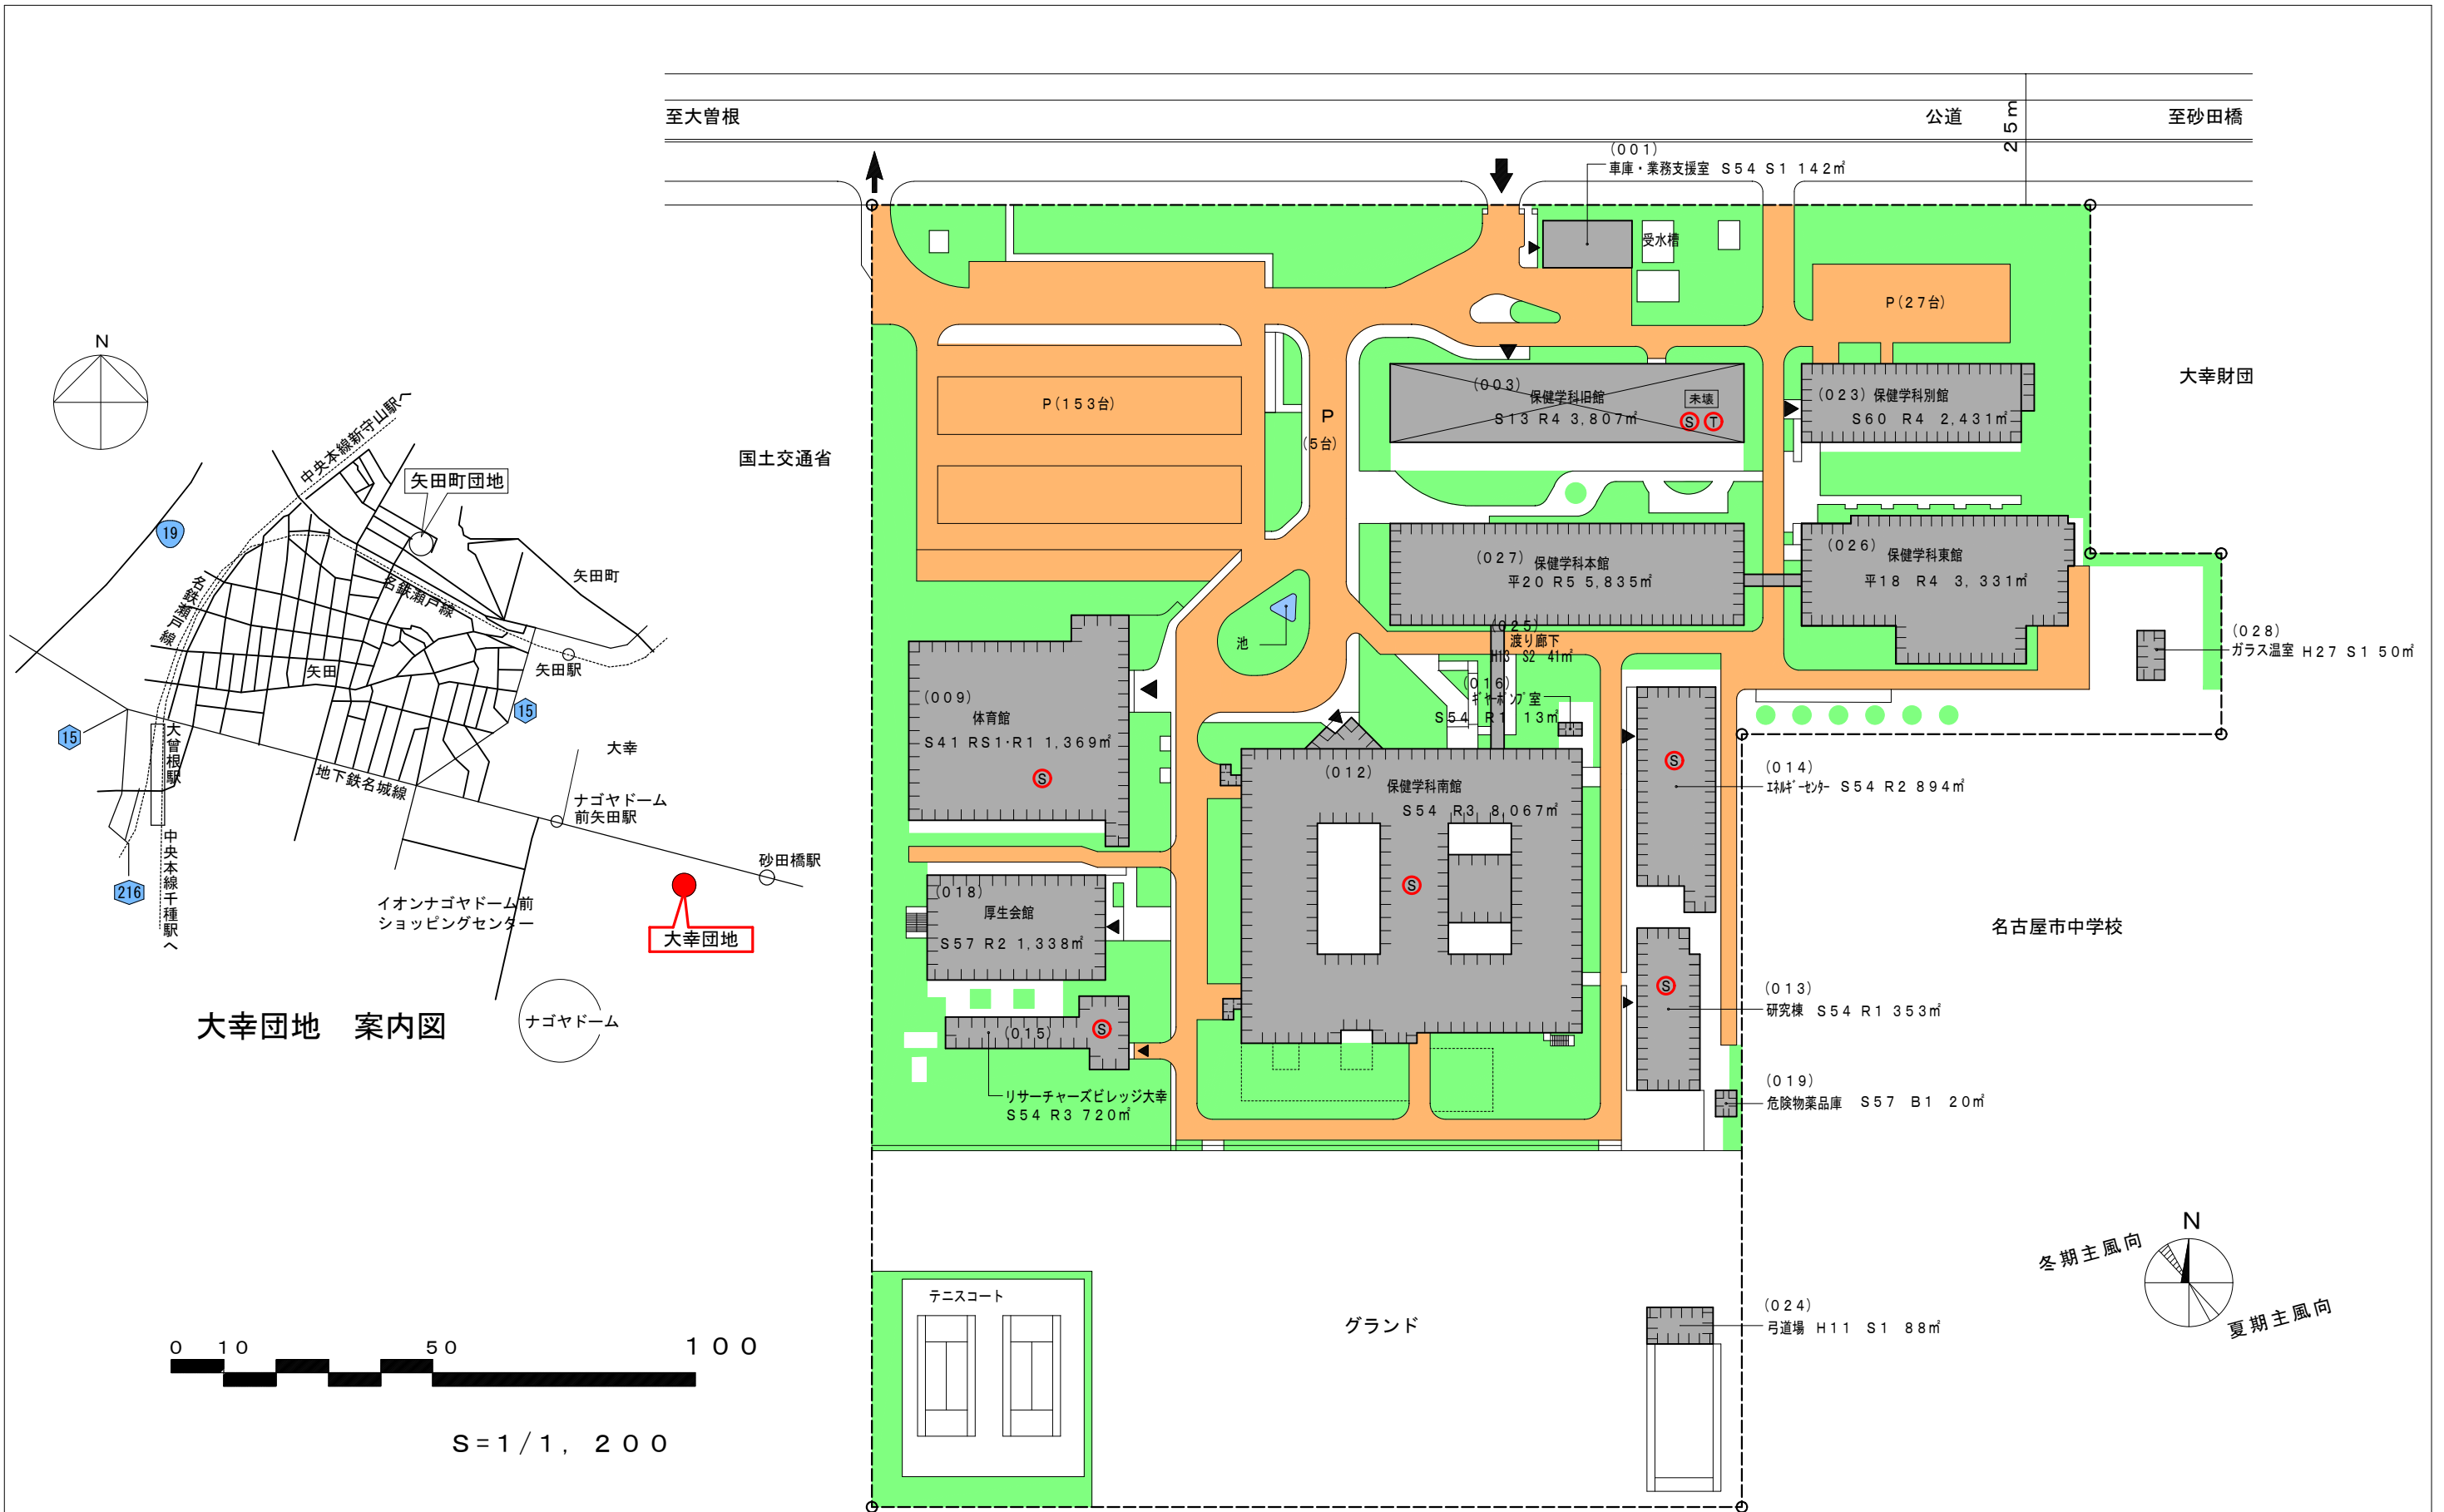 至大曽根
公道
25m
至砂田橋
(001)
車庫・業務支援室 S54 S1 142㎡
受水槽
P(27台)
大幸財団
国土交通省
P(153台)
P
(5台)
(003)
保健学科旧館
S13 R4 3,807㎡
未壊
S T
(023) 保健学科別館
S60 R4 2,431㎡
(027) 保健学科本館
平20 R5 5,835㎡
(026) 保健学科東館
平18 R4 3,331㎡
(028)
ガラス温室 H27 S1 50㎡
(025)
渡り廊下
H13 S2 41㎡
池
(016)
室
S54 R1 13㎡
(009)
体育館
S41 RS1・R1 1,369㎡
S
(012)
保健学科南館
S54 R3 8,067㎡
S
S
(014)
エネルギーセンター S54 R2 894㎡
(018)
厚生会館
S57 R2 1,338㎡
名古屋市中学校
S
(013)
研究棟 S54 R1 353㎡
(015)
S
リサーチャーズビレッジ大幸
S54 R3 720㎡
(019)
危険物薬品庫 S57 B1 20㎡
テニスコート
グランド
(024)
弓道場 H11 S1 88㎡
N
冬期主風向
夏期主風向
N
中央本線新守山駅へ
矢田町団地
19
名鉄瀬戸線
名鉄瀬戸線
矢田町
矢田
矢田駅
15
15
大曽根駅
地下鉄名城線
大幸
ナゴヤドーム
前矢田駅
砂田橋駅
216
中央本線千種駅へ
イオンナゴヤドーム前
ショッピングセンター
大幸団地
大幸団地 案内図
ナゴヤドーム
0 10 50 100
S=1/1,200